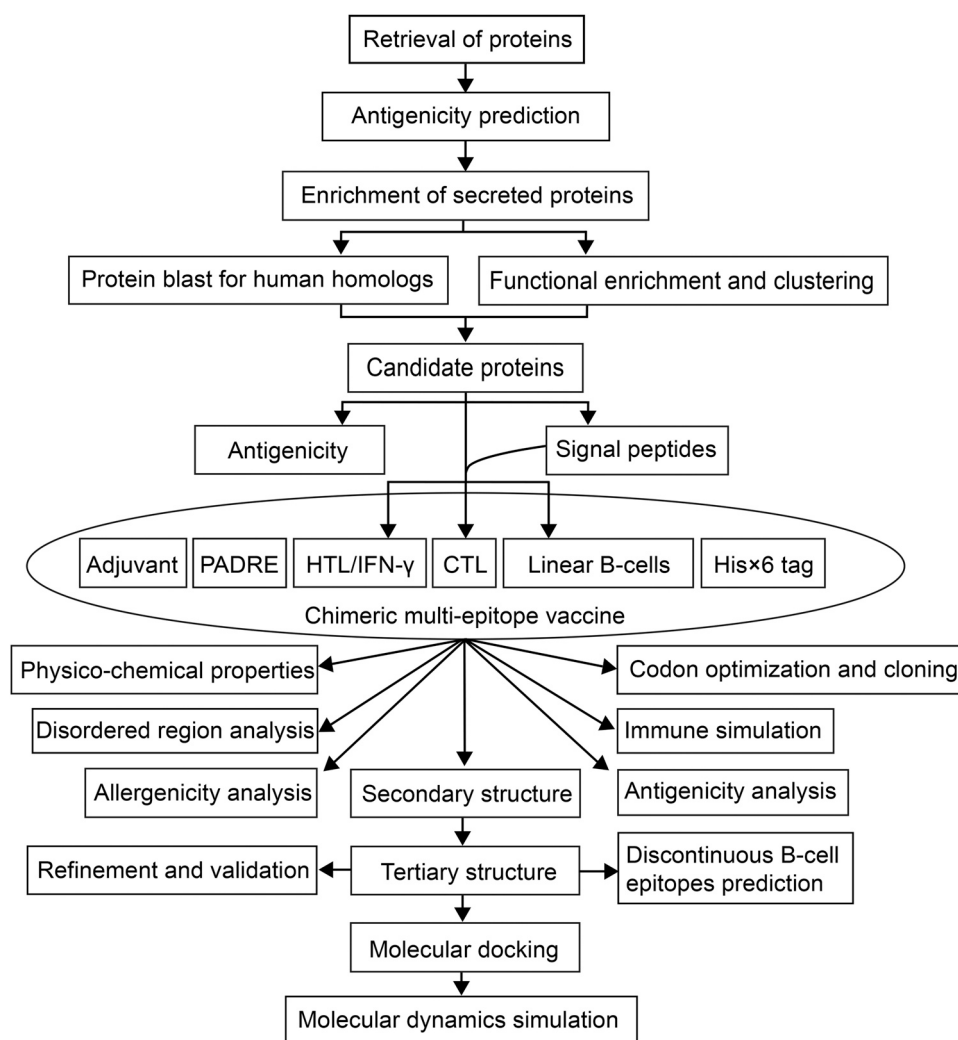 Retrieval of proteins
Antigenicity prediction
Enrichment of secreted proteins
Protein blast for human homologs
Functional enrichment and clustering
Candidate proteins
Antigenicity
Signal peptides
Adjuvant
PADRE
HTL/IFN-γ
CTL
Linear B-cells
His×6 tag
Chimeric multi-epitope vaccine
Physico-chemical properties
Codon optimization and cloning
Disordered region analysis
Immune simulation
Allergenicity analysis
Secondary structure
Antigenicity analysis
Refinement and validation
Tertiary structure
Discontinuous B-cell
epitopes prediction
Molecular docking
Molecular dynamics simulation